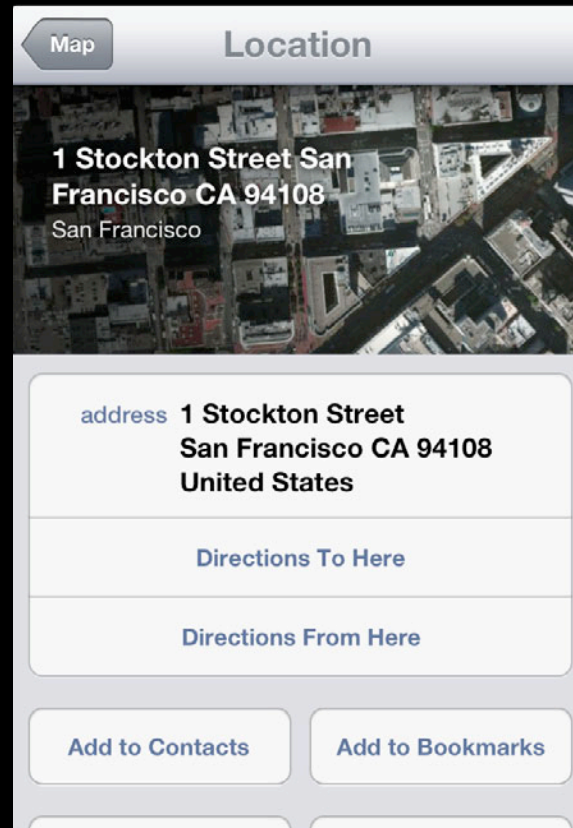 Map
Location
1 Stockton Street San
Francisco CA 94108
San Francisco
address 1 Stockton Street
San Francisco CA 94108
United States
Directions To Here
Directions From Here
Add to Contacts
Add to Bookmarks